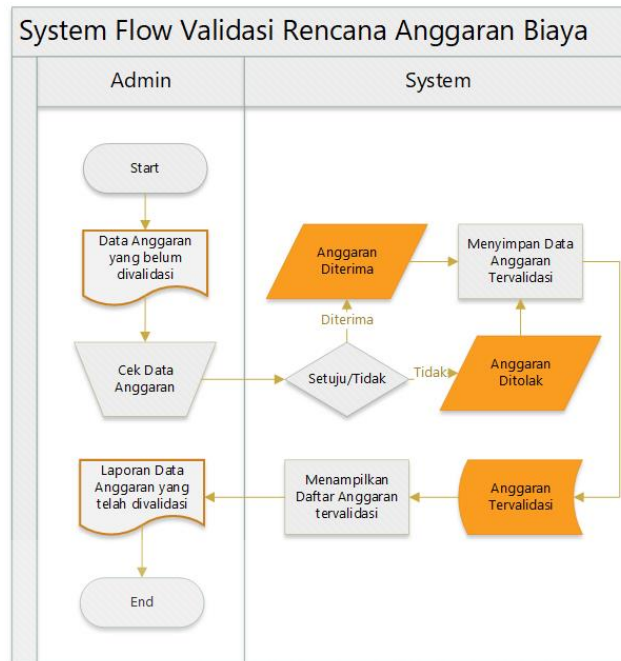 System Flow Validasi Rencana Anggaran Biaya
Admin
System
Start
Data Anggaran
yang belum
divalidasi
Anggaran
Diterima
Menyimpan Data
Anggaran
Tervalidasi
Diterima
Cek Data
Anggaran
Setuju/Tidak
Tidak
Anggaran
Ditolak
Laporan Data
Anggaran yang
telah divalidasi
Menampilkan
Daftar Anggaran
tervalidasi
Anggaran
Tervalidasi
End